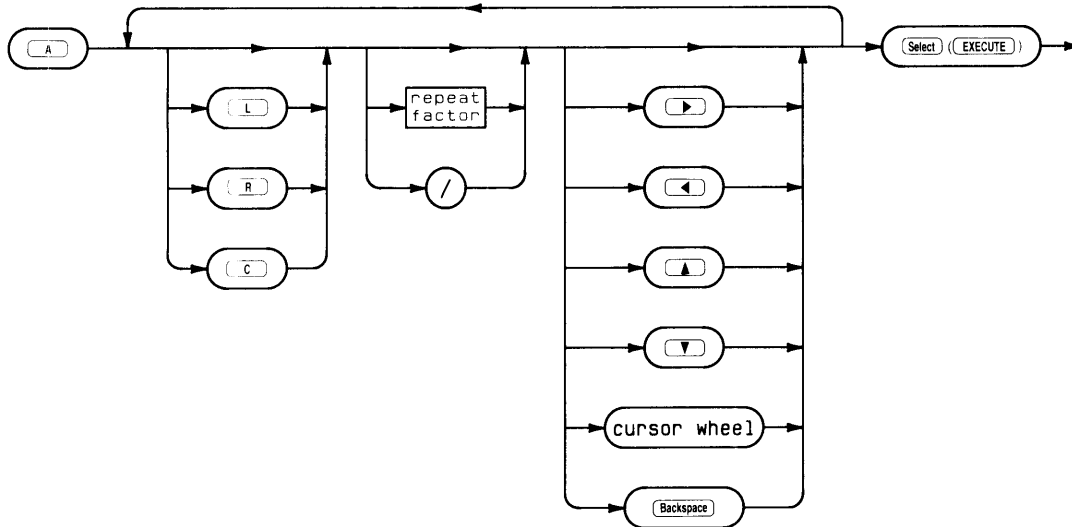 A
Select (EXECUTE)
L
repeat
factor
R
/
C
cursor wheel
Backspace